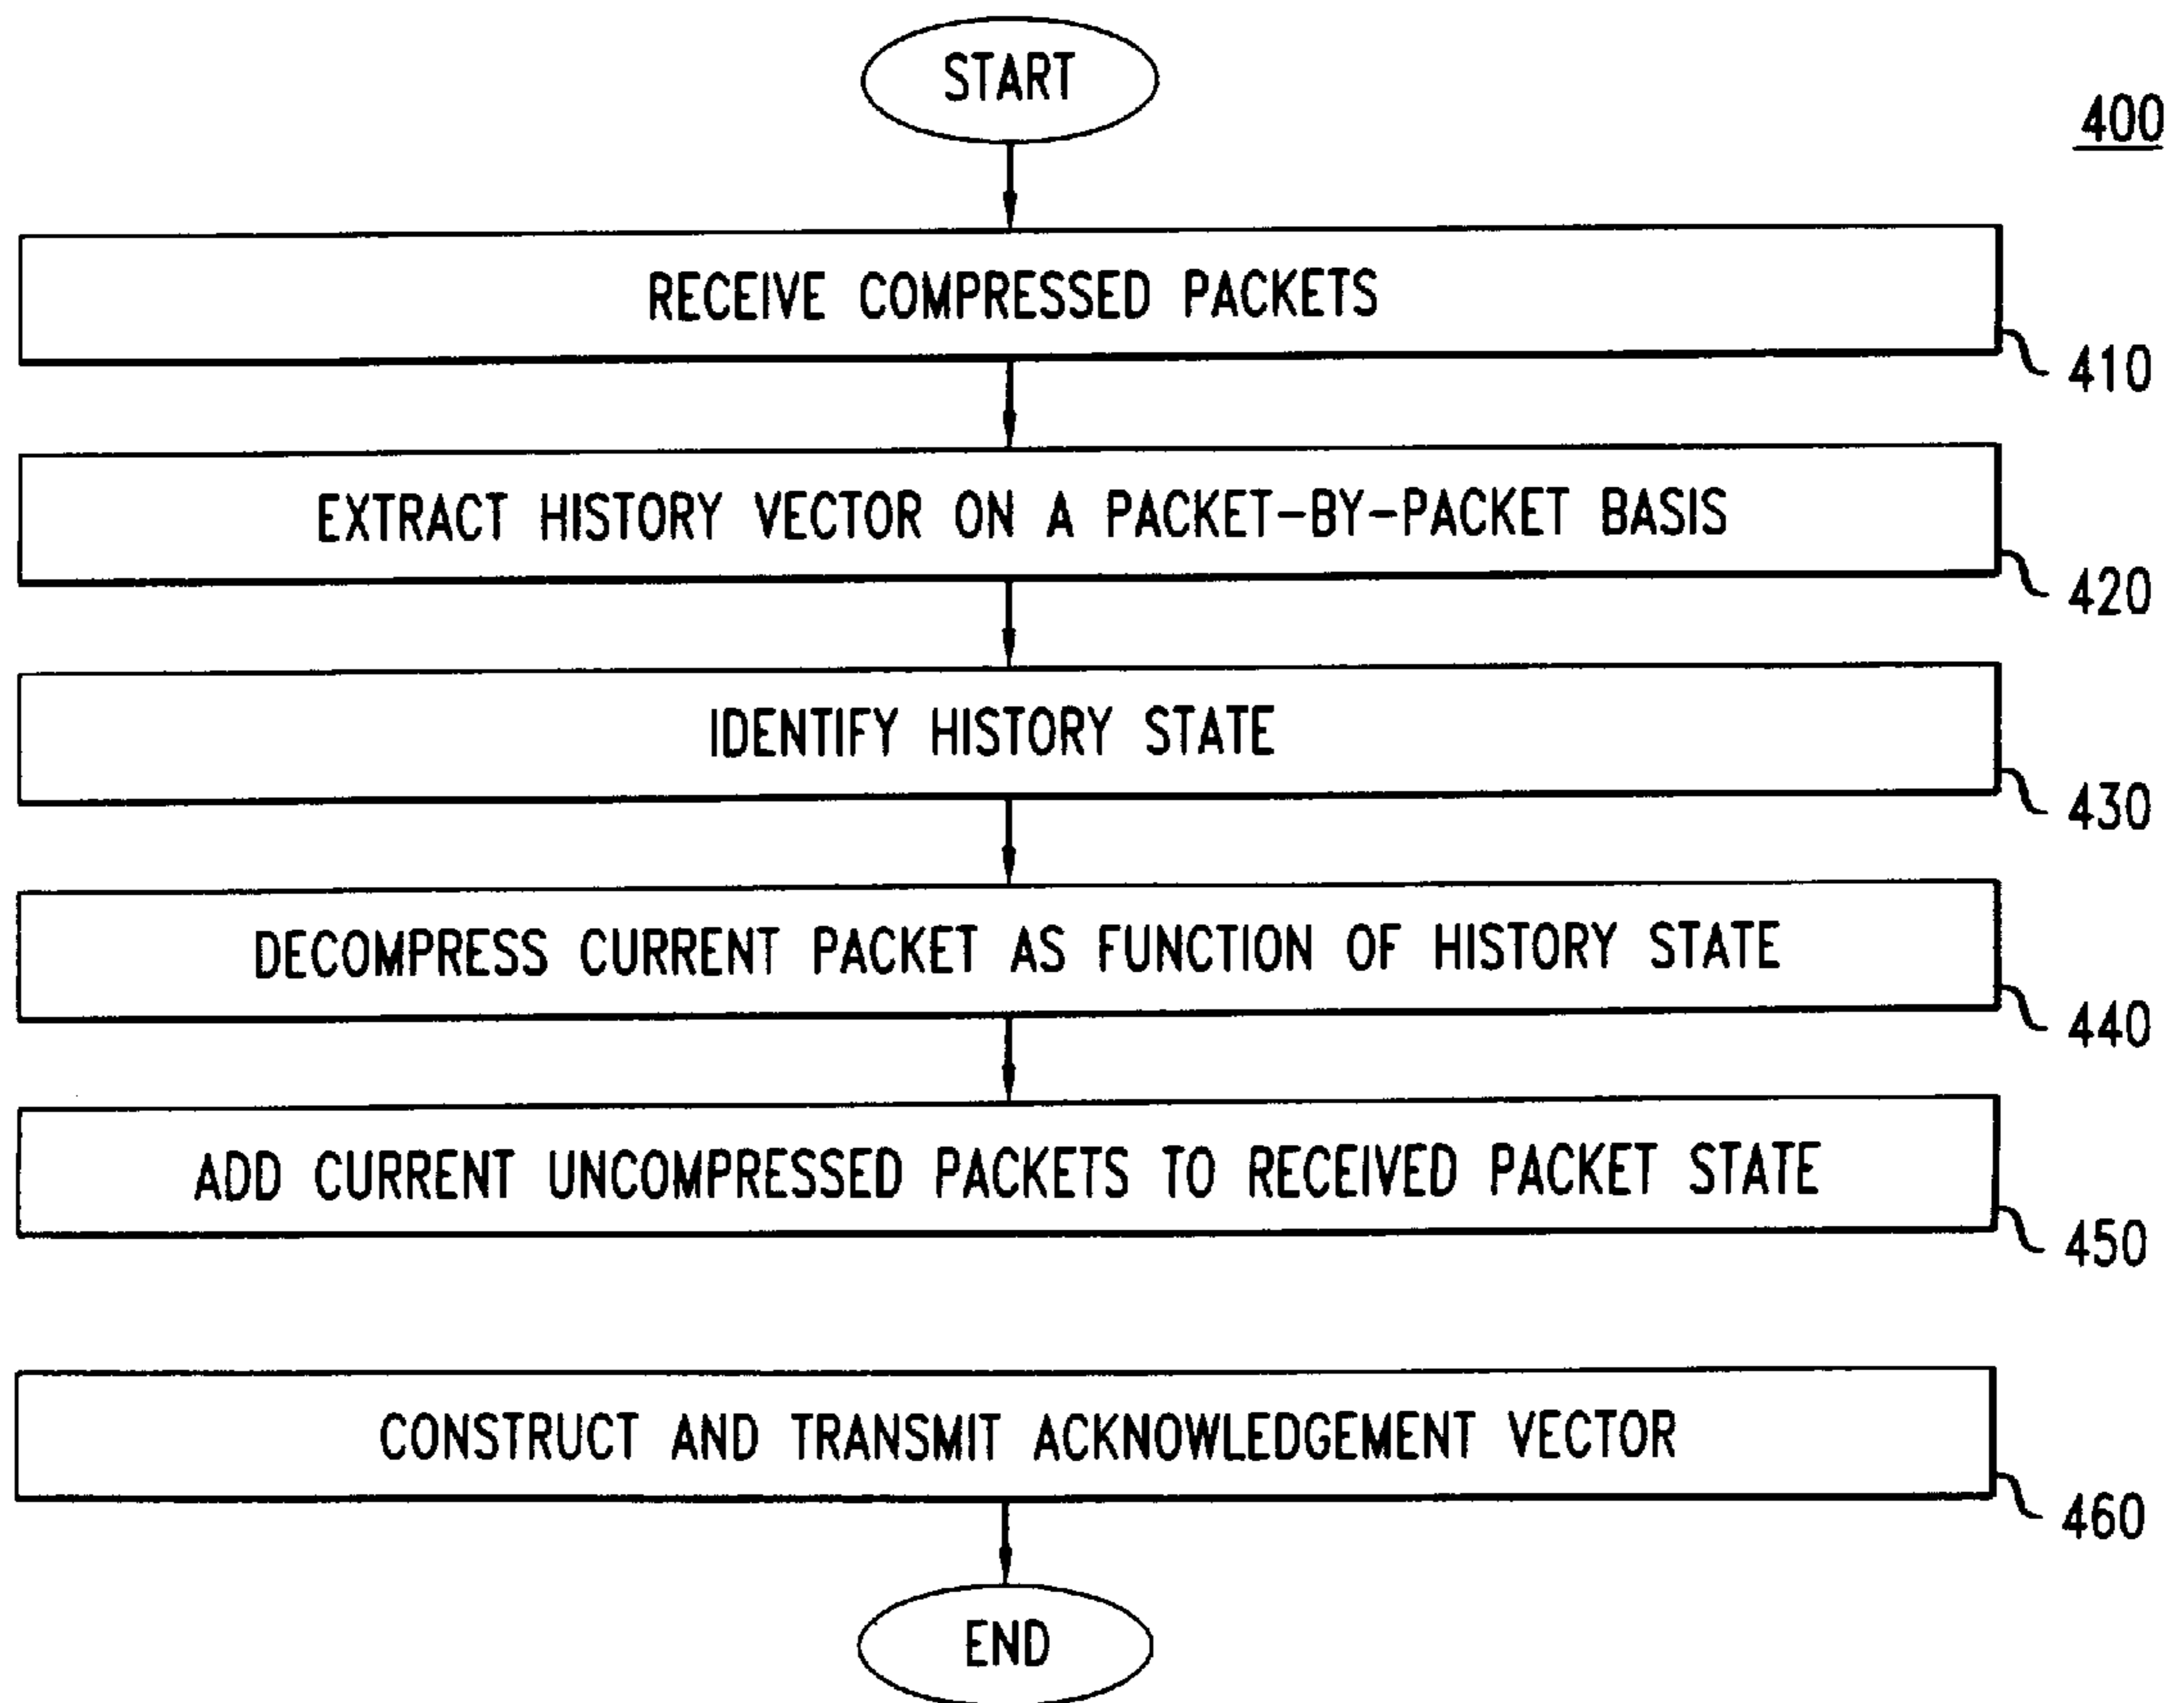 START
400
RECEIVE COMPRESSED PACKETS
410
EXTRACT HISTORY VECTOR ON A PACKET-BY-PACKET BASIS
420
IDENTIFY HISTORY STATE
430
DECOMPRESS CURRENT PACKET AS FUNCTION OF HISTORY STATE
440
ADD CURRENT UNCOMPRESSED PACKETS TO RECEIVED PACKET STATE
450
CONSTRUCT AND TRANSMIT ACKNOWLEDGEMENT VECTOR
460
END